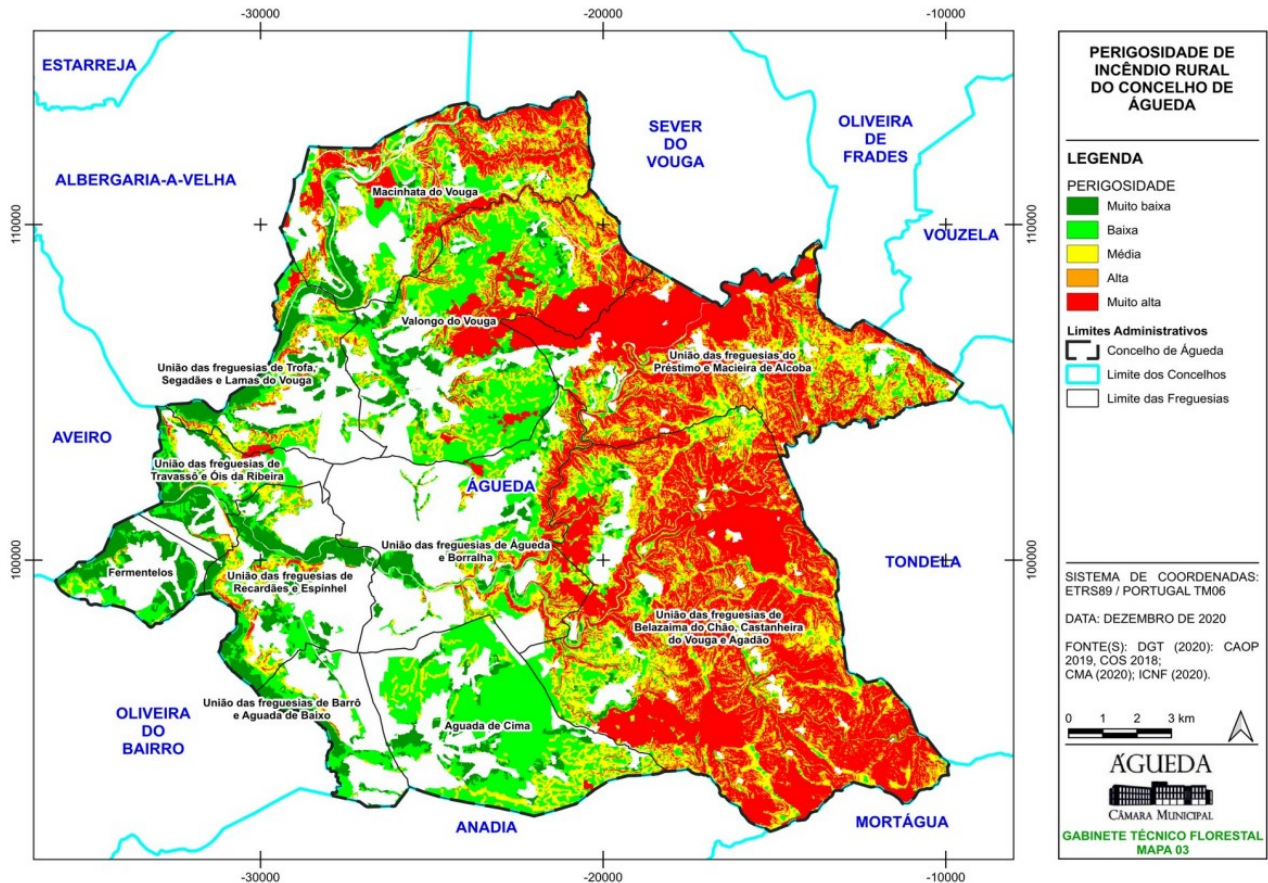 -30000
-20000
-10000
ESTARREJA
SEVER
DO
VOUGA
OLIVEIRA
DE
FRADES
ALBERGARIA-A-VELHA
Macinhata do Vouga
110000
110000
VOUZELA
Valongo do Vouga
União das freguesias de Trofa,
Segadães e Lamas do Vouga
União das freguesias do
Préstimo e Macieira de Alcoba
AVEIRO
União das freguesias de
Travassô e Óis da Ribeira
ÁGUEDA
União das freguesias de Águeda
e Borralha
100000
100000
TONDELA
Fermentelos
União das freguesias de
Recardães e Espinhel
União das freguesias de
Belazaima do Chão, Castanheira
do Vouga e Agadão
União das freguesias de Barrô
e Aguada de Baixo
Aguada de Cima
OLIVEIRA
DO
BAIRRO
ANADIA
MORTÁGUA
-30000
-20000
-10000
PERIGOSIDADE DE
INCÊNDIO RURAL
DO CONCELHO DE
ÁGUEDA
LEGENDA
PERIGOSIDADE
Muito baixa
Baixa
Média
Alta
Muito alta
Limites Administrativos
Concelho de Águeda
Limite dos Concelhos
Limite das Freguesias
SISTEMA DE COORDENADAS:
ETRS89 / PORTUGAL TM06
DATA: DEZEMBRO DE 2020
FONTE(S): DGT (2020): CAOP
2019, COS 2018;
CMA (2020); ICNF (2020).
0 1 2 3 km
ÁGUEDA
CÂMARA MUNICIPAL
GABINETE TÉCNICO FLORESTAL
MAPA 03